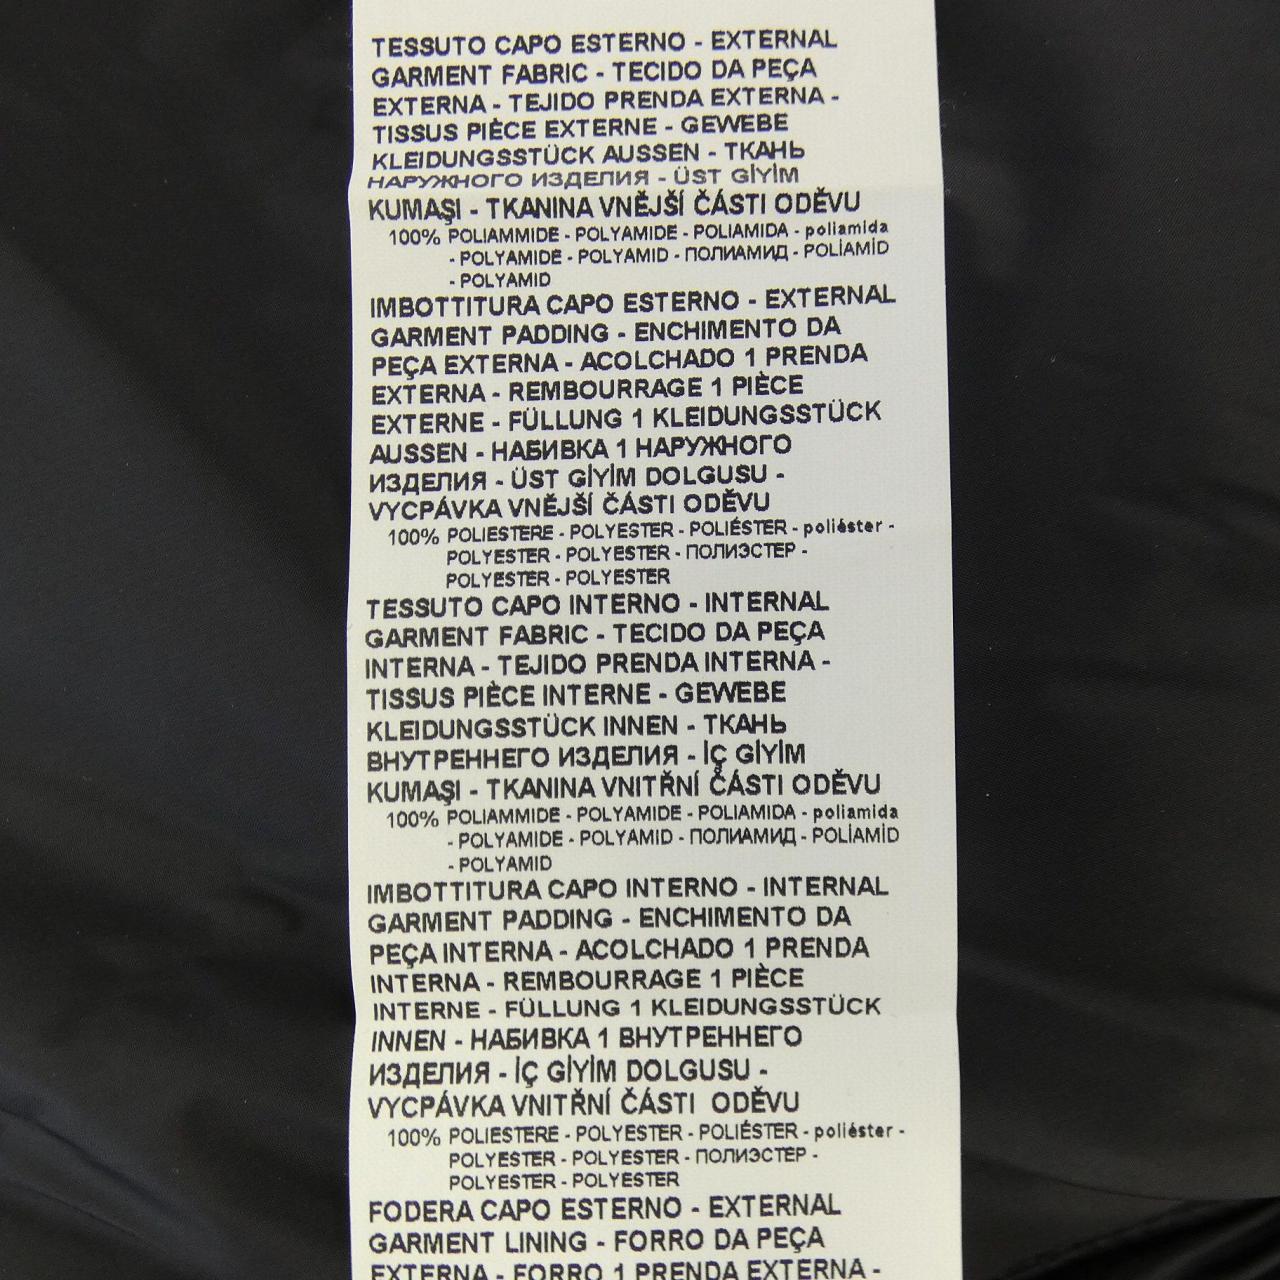 TESSUTO CAPO ESTERNO - EXTERNAL
GARMENT FABRIC - TECIDO DA PEÇA
EXTERNA - TEJIDO PRENDA EXTERNA -
TISSUS PIÈCE EXTERNE - GEWEBE
KLEIDUNGSSTÜCK AUSSEN - ТКАНЬ
НАРУЖНОГО ИЗДЕЛИЯ - ÜST GİYİM
KUMAŞI - TKANINA VNĚJŠÍ ČÁSTI ODĚVU
100% POLIAMMIDE - POLYAMIDE - POLIAMIDA - poliamida
- POLYAMIDE - POLYAMID - ПОЛИАМИД - POLİAMİD
- POLYAMID
IMBOTTITURA CAPO ESTERNO - EXTERNAL
GARMENT PADDING - ENCHIMENTO DA
PEÇA EXTERNA - ACOLCHADO 1 PRENDA
EXTERNA - REMBOURRAGE 1 PIÈCE
EXTERNE - FÜLLUNG 1 KLEIDUNGSSTÜCK
AUSSEN - НАБИВКА 1 НАРУЖНОГО
ИЗДЕЛИЯ - ÜST GİYİM DOLGUSU -
VYCPÁVKA VNĚJŠÍ ČÁSTI ODĚVU
100% POLIESTERE - POLYESTER - POLIÉSTER - poliéster -
POLYESTER - POLYESTER - ПОЛИЭСТЕР -
POLYESTER - POLYESTER
TESSUTO CAPO INTERNO - INTERNAL
GARMENT FABRIC - TECIDO DA PEÇA
INTERNA - TEJIDO PRENDA INTERNA -
TISSUS PIÈCE INTERNE - GEWEBE
KLEIDUNGSSTÜCK INNEN - ТКАНЬ
ВНУТРЕННЕГО ИЗДЕЛИЯ - İÇ GİYİM
KUMAŞI - TKANINA VNITŘNÍ ČÁSTI ODĚVU
100% POLIAMMIDE - POLYAMIDE - POLIAMIDA - poliamida
- POLYAMIDE - POLYAMID - ПОЛИАМИД - POLİAMİD
- POLYAMID
IMBOTTITURA CAPO INTERNO - INTERNAL
GARMENT PADDING - ENCHIMENTO DA
PEÇA INTERNA - ACOLCHADO 1 PRENDA
INTERNA - REMBOURRAGE 1 PIÈCE
INTERNE - FÜLLUNG 1 KLEIDUNGSSTÜCK
INNEN - НАБИВКА 1 ВНУТРЕННЕГО
ИЗДЕЛИЯ - İÇ GİYİM DOLGUSU -
VYCPÁVKA VNITŘNÍ ČÁSTI ODĚVU
100% POLIESTERE - POLYESTER - POLIÉSTER - poliéster -
POLYESTER - POLYESTER - ПОЛИЭСТЕР -
POLYESTER - POLYESTER
FODERA CAPO ESTERNO - EXTERNAL
GARMENT LINING - FORRO DA PEÇA
EXTERNA - FORRO 1 PRENDA EXTERNA -